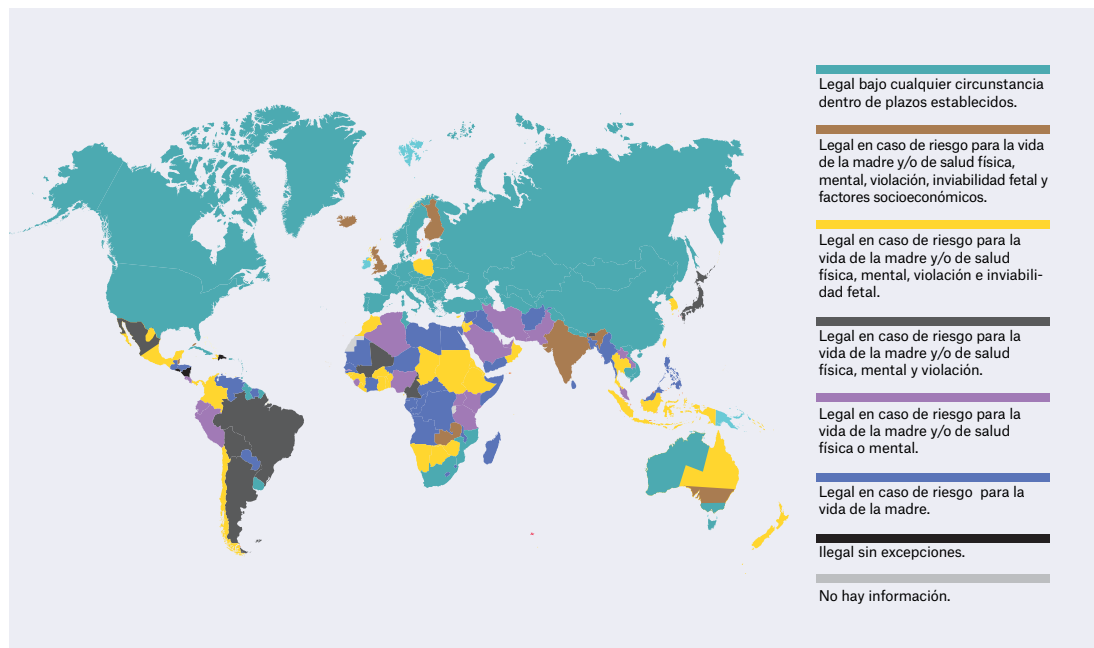 Legal bajo cualquier circunstancia
dentro de plazos establecidos.
Legal en caso de riesgo para la vida
de la madre y/o de salud física,
mental, violación, inviabilidad fetal y
factores socioeconómicos.
Legal en caso de riesgo para la
vida de la madre y/o de salud
física, mental, violación e inviabili-
dad fetal.
Legal en caso de riesgo para la
vida de la madre y/o de salud
física, mental y violación.
Legal en caso de riesgo para la
vida de la madre y/o de salud
física o mental.
Legal en caso de riesgo para la
vida de la madre.
Ilegal sin excepciones.
No hay información.